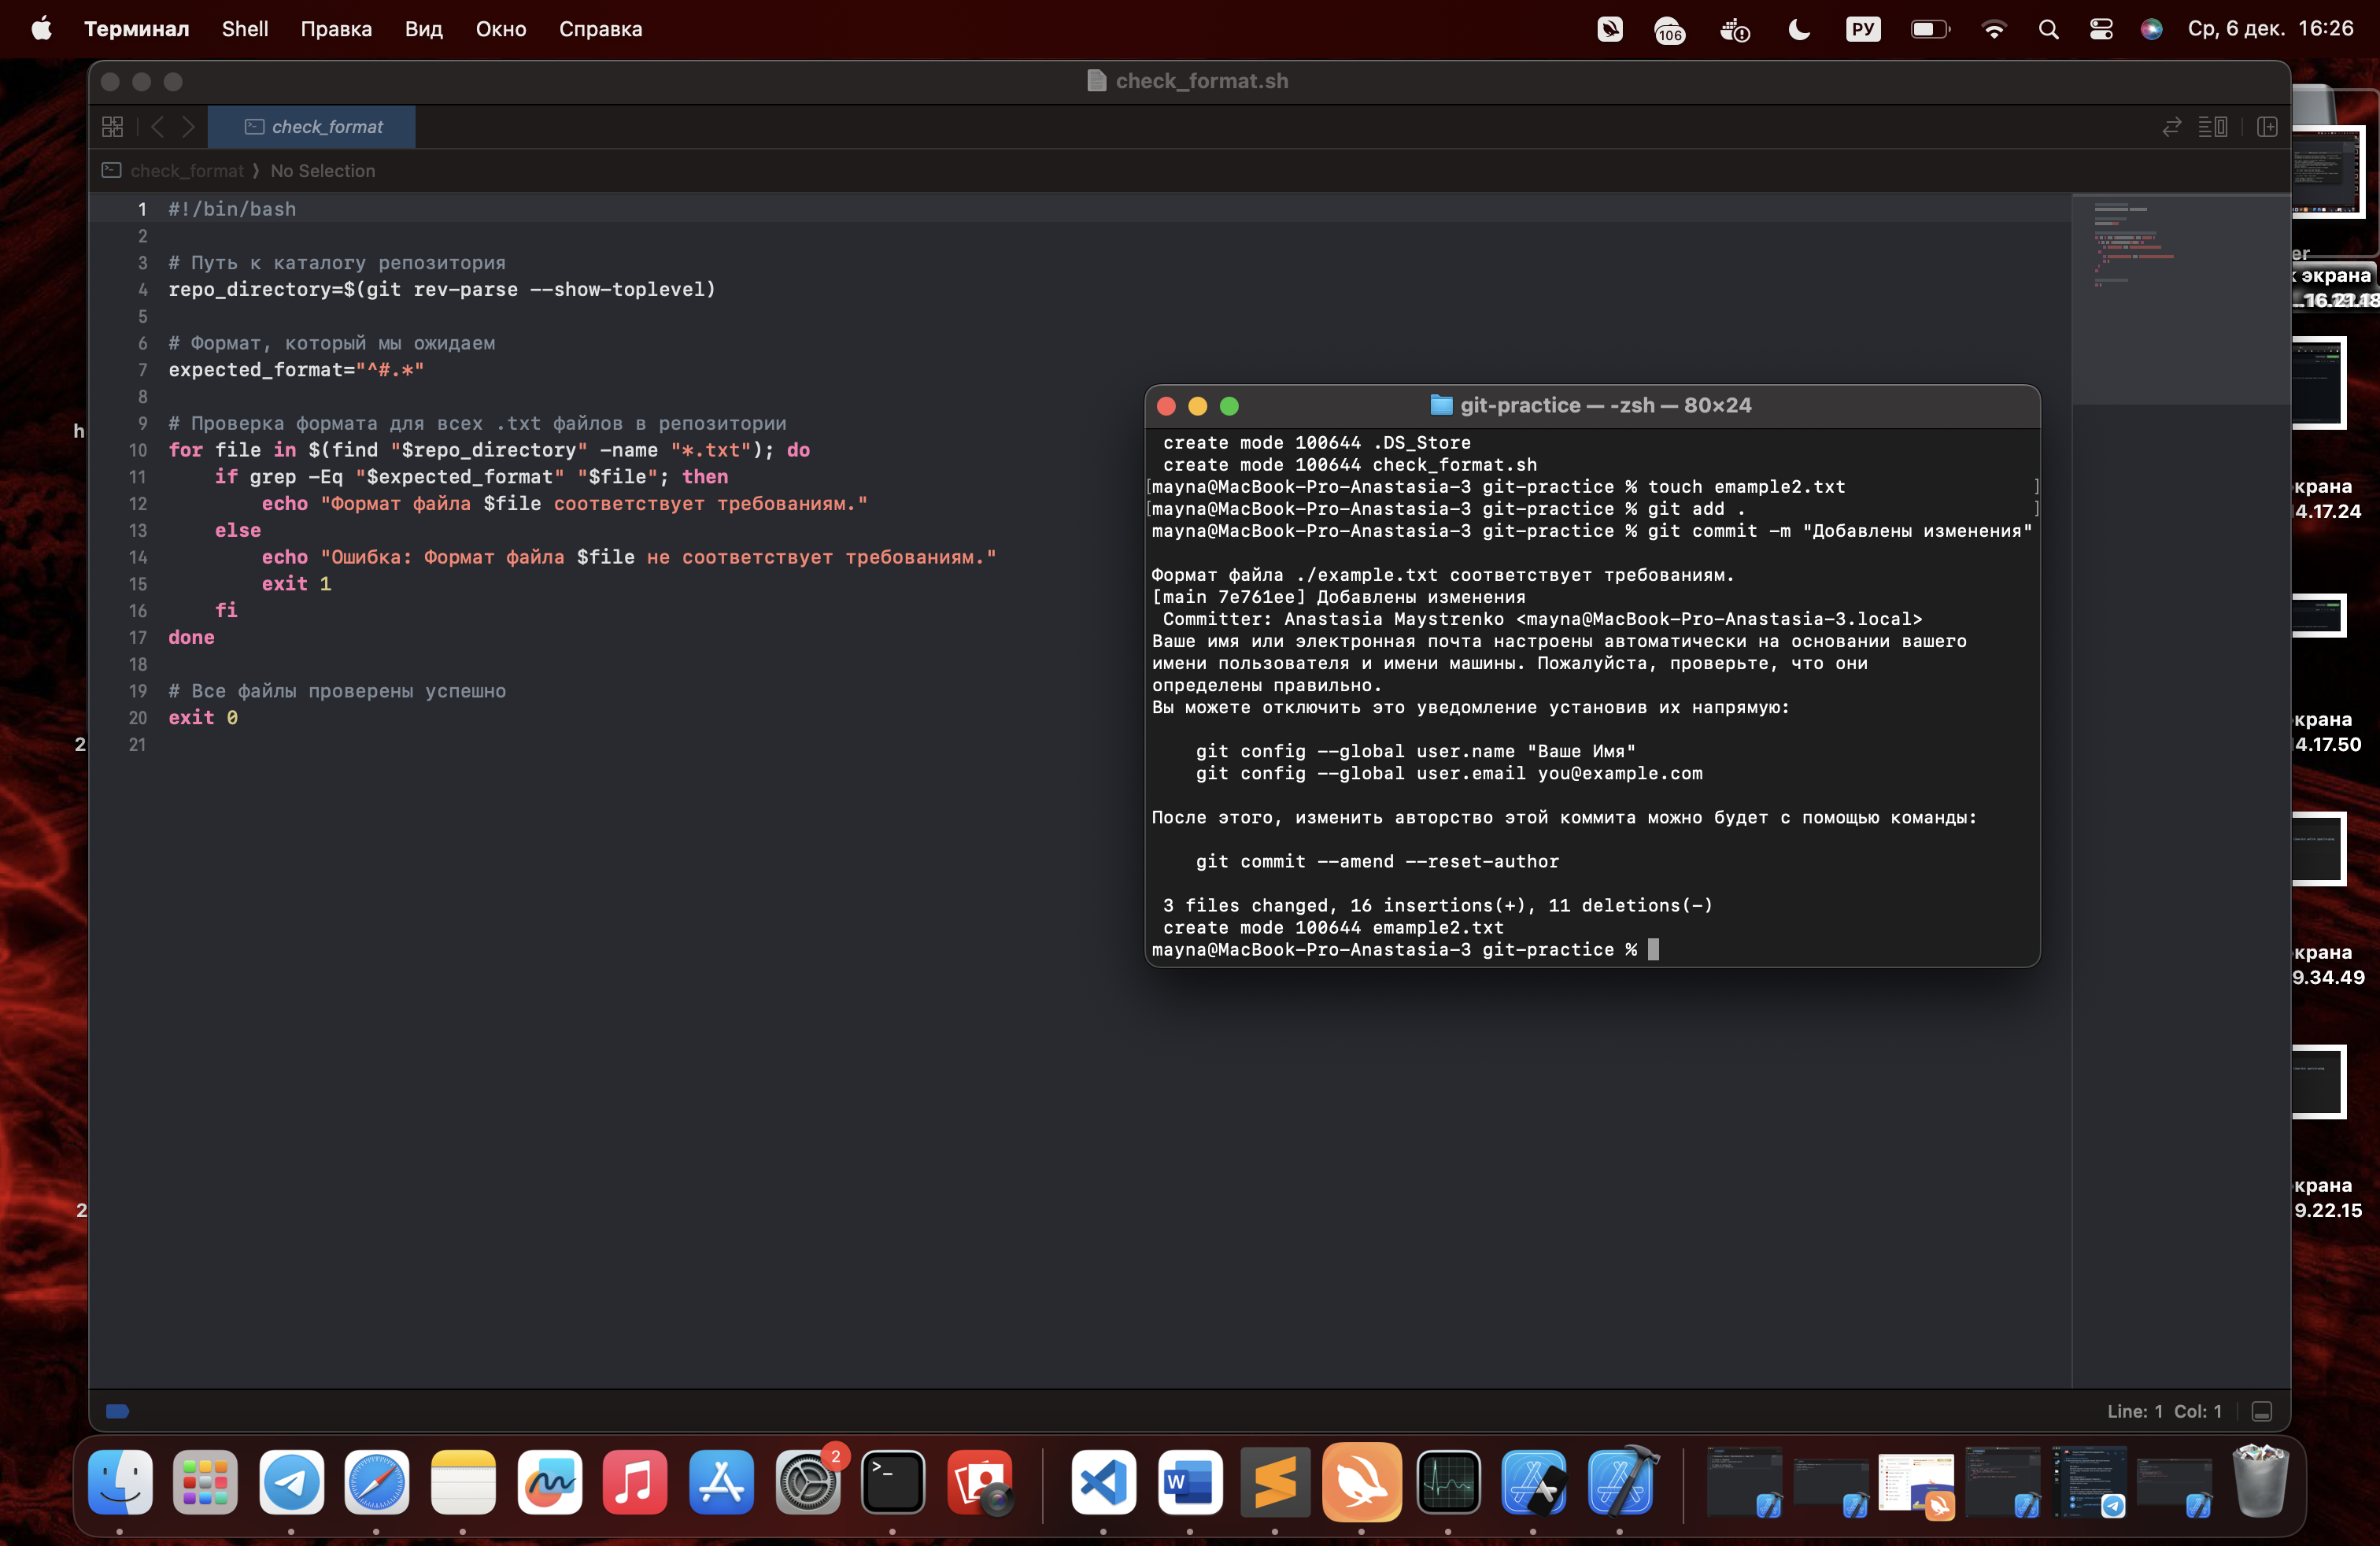 Терминал Shell Правка Вид Окно Справка 106 РУ Ср, 6 дек. 16:26
check_format.sh
check_format
check_format No Selection
1 #!/bin/bash
2
3 # Путь к каталогу репозитория
4 repo_directory=$(git rev-parse --show-toplevel)
5
6 # Формат, который мы ожидаем
7 expected_format="^#.*"
8
9 # Проверка формата для всех .txt файлов в репозитории
10 for file in $(find "$repo_directory" -name "*.txt"); do
11 if grep -Eq "$expected_format" "$file"; then
12 echo "Формат файла $file соответствует требованиям."
13 else
14 echo "Ошибка: Формат файла $file не соответствует требованиям."
15 exit 1
16 fi
17 done
18
19 # Все файлы проверены успешно
20 exit 0
21
git-practice — -zsh — 80×24
create mode 100644 .DS_Store
create mode 100644 check_format.sh
[mayna@MacBook-Pro-Anastasia-3 git-practice % touch emample2.txt ]
[mayna@MacBook-Pro-Anastasia-3 git-practice % git add . ]
mayna@MacBook-Pro-Anastasia-3 git-practice % git commit -m "Добавлены изменения"
Формат файла ./example.txt соответствует требованиям.
[main 7e761ee] Добавлены изменения
Committer: Anastasia Maystrenko <mayna@MacBook-Pro-Anastasia-3.local>
Ваше имя или электронная почта настроены автоматически на основании вашего
имени пользователя и имени машины. Пожалуйста, проверьте, что они
определены правильно.
Вы можете отключить это уведомление установив их напрямую:
git config --global user.name "Ваше Имя"
git config --global user.email you@example.com
После этого, изменить авторство этой коммита можно будет с помощью команды:
git commit --amend --reset-author
3 files changed, 16 insertions(+), 11 deletions(-)
create mode 100644 emample2.txt
mayna@MacBook-Pro-Anastasia-3 git-practice %
Line: 1 Col: 1
er
к экрана
крана
4.17.24
крана
4.17.50
крана
9.34.49
крана
9.22.15
h
2
2
2